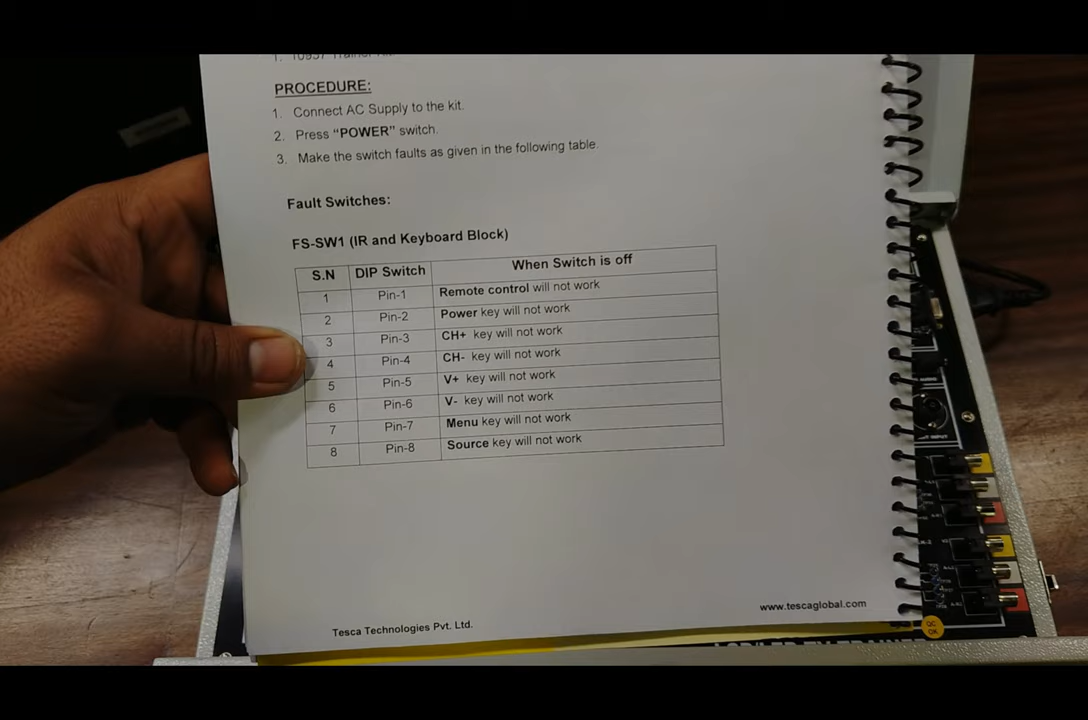 PROCEDURE:
1. Connect AC Supply to the kit.
2. Press “POWER” switch.
3. Make the switch faults as given in the following table.
Fault Switches:
FS-SW1 (IR and Keyboard Block)
S.N DIP Switch When Switch is off
1 Pin-1 Remote control will not work
2 Pin-2 Power key will not work
3 Pin-3 CH+ key will not work
4 Pin-4 CH- key will not work
5 Pin-5 V+ key will not work
6 Pin-6 V- key will not work
7 Pin-7 Menu key will not work
8 Pin-8 Source key will not work
Tesca Technologies Pvt. Ltd.
www.tescaglobal.com
INPUT
QC
OK